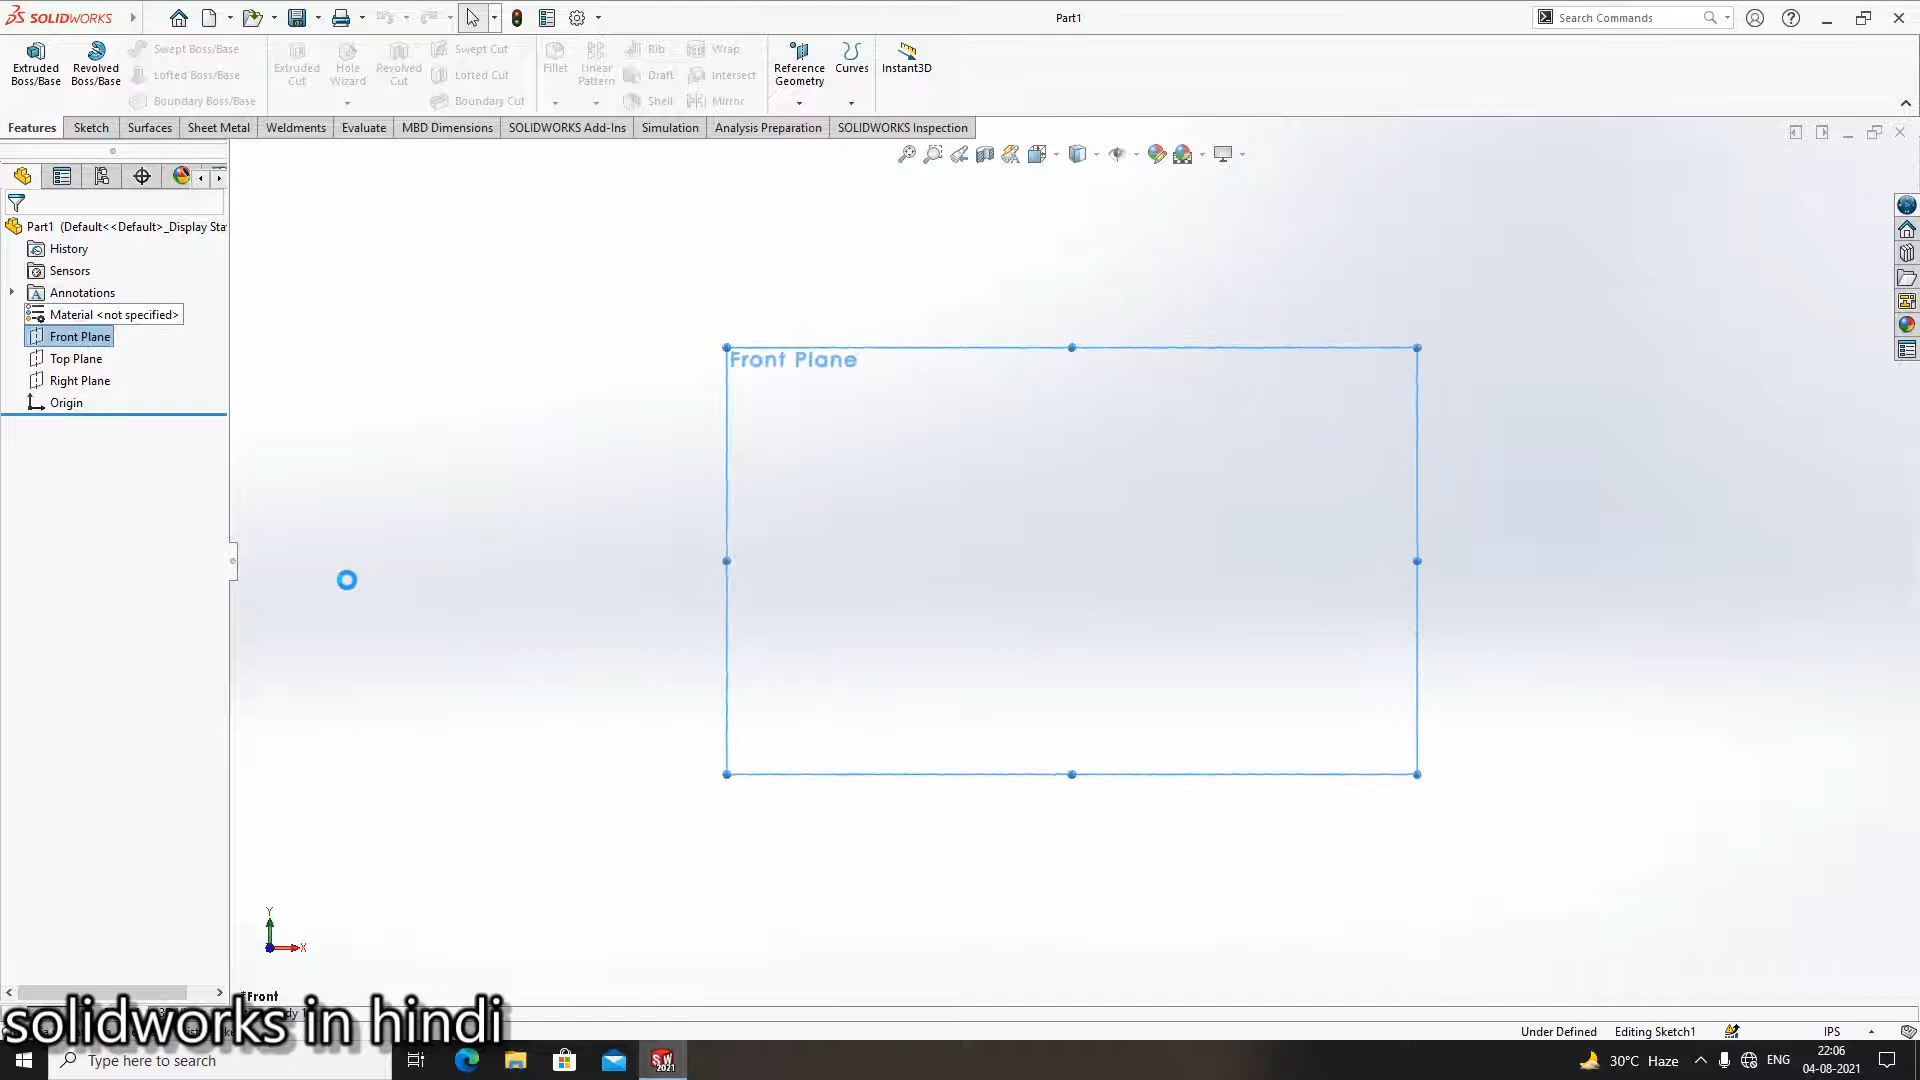 SOLIDWORKS
Part1
Search Commands
Extruded Boss/Base
Revolved Boss/Base
Swept Boss/Base
Lofted Boss/Base
Boundary Boss/Base
Extruded Cut
Hole Wizard
Revolved Cut
Swept Cut
Lofted Cut
Boundary Cut
Fillet
Linear Pattern
Rib
Draft
Shell
Wrap
Intersect
Mirror
Reference Geometry
Curves
Instant3D
Features
Sketch
Surfaces
Sheet Metal
Weldments
Evaluate
MBD Dimensions
SOLIDWORKS Add-Ins
Simulation
Analysis Preparation
SOLIDWORKS Inspection
Part1 (Default<<Default>_Display Sta
History
Sensors
Annotations
Material <not specified>
Front Plane
Top Plane
Right Plane
Origin
Front Plane
Y
X
*Front
solidworks in hindi
Under Defined
Editing Sketch1
IPS
Type here to search
SW
2021
30°C Haze
ENG
22:06
04-08-2021